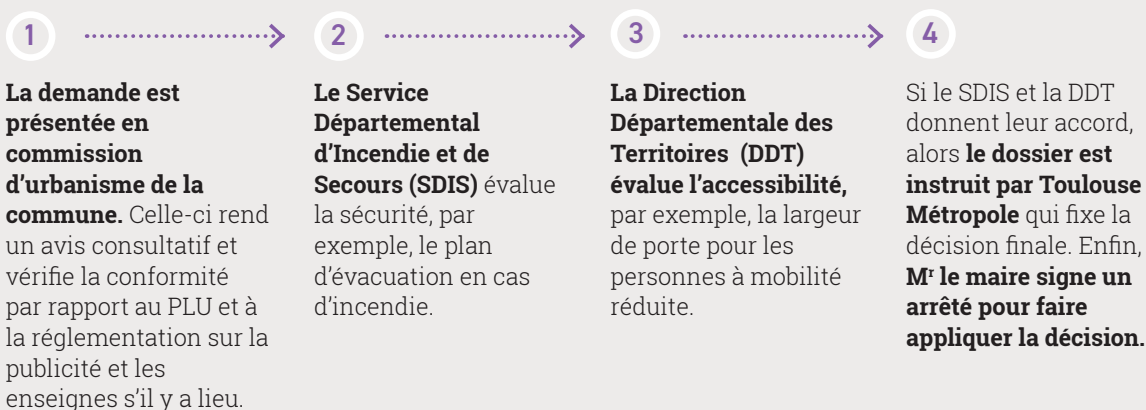 1
La demande est
présentée en
commission
d'urbanisme de la
commune. Celle-ci rend
un avis consultatif et
vérifie la conformité
par rapport au PLU et à
la réglementation sur la
publicité et les
enseignes s'il y a lieu.
2
Le Service
Départemental
d'Incendie et de
Secours (SDIS) évalue
la sécurité, par
exemple, le plan
d'évacuation en cas
d'incendie.
3
La Direction
Départementale des
Territoires (DDT)
évalue l'accessibilité,
par exemple, la largeur
de porte pour les
personnes à mobilité
réduite.
4
Si le SDIS et la DDT
donnent leur accord,
alors le dossier est
instruit par Toulouse
Métropole qui fixe la
décision finale. Enfin,
Mʳ le maire signe un
arrêté pour faire
appliquer la décision.